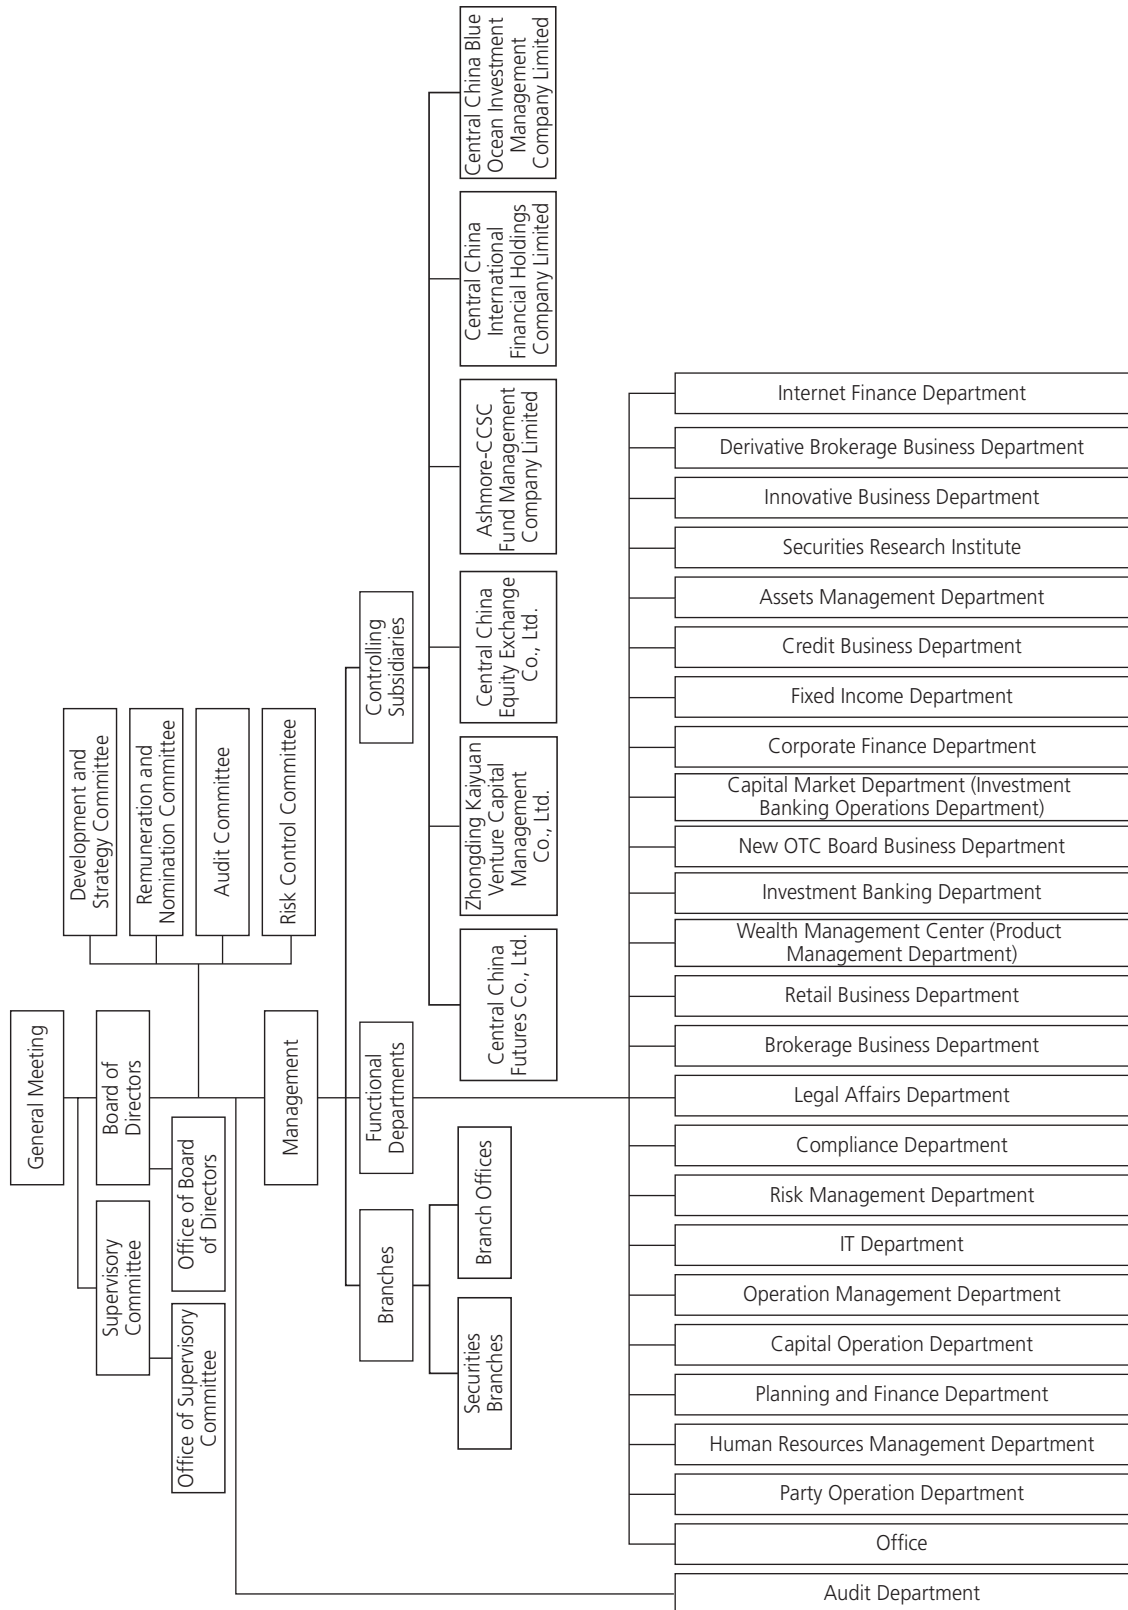 General Meeting
Supervisory
Committee
Board of
Directors
Office of Supervisory
Committee
Office of Board
of Directors
Development and
Strategy Committee
Remuneration and
Nomination Committee
Audit Committee
Risk Control Committee
Management
Branches
Functional
Departments
Controlling
Subsidiaries
Securities
Branches
Branch Offices
Central China
Futures Co., Ltd.
Zhongding Kaiyuan
Venture Capital
Management
Co., Ltd.
Central China
Equity Exchange
Co., Ltd.
Ashmore-CCSC
Fund Management
Company Limited
Central China
International
Financial Holdings
Company Limited
Central China Blue
Ocean Investment
Management
Company Limited
Internet Finance Department
Derivative Brokerage Business Department
Innovative Business Department
Securities Research Institute
Assets Management Department
Credit Business Department
Fixed Income Department
Corporate Finance Department
Capital Market Department (Investment
Banking Operations Department)
New OTC Board Business Department
Investment Banking Department
Wealth Management Center (Product
Management Department)
Retail Business Department
Brokerage Business Department
Legal Affairs Department
Compliance Department
Risk Management Department
IT Department
Operation Management Department
Capital Operation Department
Planning and Finance Department
Human Resources Management Department
Party Operation Department
Office
Audit Department